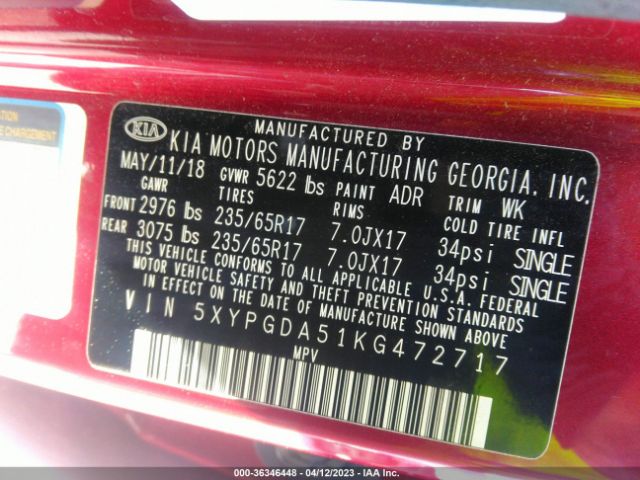 ATION
E CHARGEMENT
KIA
MANUFACTURED BY
KIA MOTORS MANUFACTURING GEORGIA, INC.
MAY/11/18 GVWR 5622 lbs PAINT ADR TRIM WK
GAWR TIRES RIMS COLD TIRE INFL
FRONT 2976 lbs 235/65R17 7.0JX17 34psi SINGLE
REAR 3075 lbs 235/65R17 7.0JX17 34psi SINGLE
THIS VEHICLE CONFORMS TO ALL APPLICABLE U.S.A. FEDERAL
MOTOR VEHICLE SAFETY AND THEFT PREVENTION STANDARDS
IN EFFECT ON THE DATE OF MANUFACTURE SHOWN ABOVE
VIN 5XYPGDA51KG472717
MPV
000-36346448 - 04/12/2023 - IAA Inc.